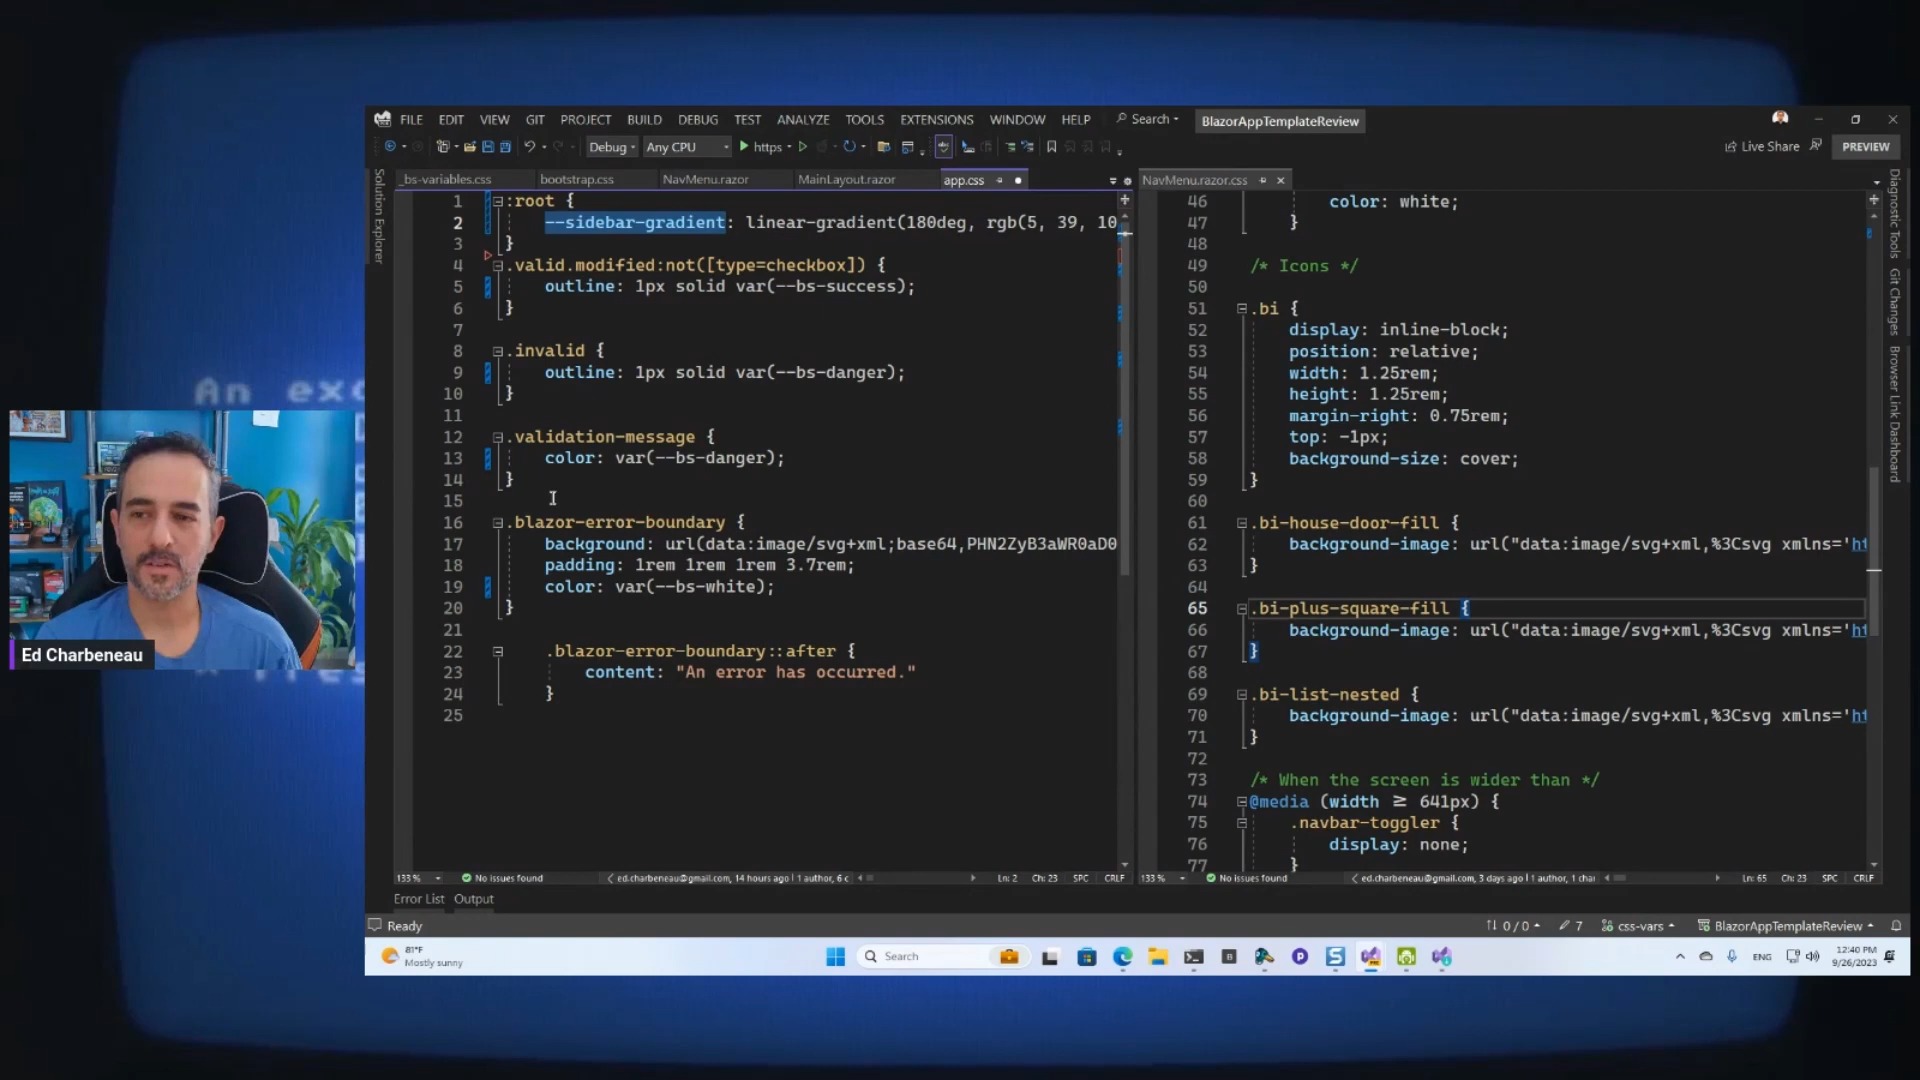 FILE EDIT VIEW GIT PROJECT BUILD DEBUG TEST ANALYZE TOOLS EXTENSIONS WINDOW HELP Search BlazorAppTemplateReview
Debug Any CPU https Live Share PREVIEW
_bs-variables.css bootstrap.css NavMenu.razor MainLayout.razor app.css NavMenu.razor.css
Solution Explorer
1 :root {
2 --sidebar-gradient: linear-gradient(180deg, rgb(5, 39, 10
3 }
4 .valid.modified:not([type=checkbox]) {
5 outline: 1px solid var(--bs-success);
6 }
7
8 .invalid {
9 outline: 1px solid var(--bs-danger);
10 }
11
12 .validation-message {
13 color: var(--bs-danger);
14 }
15
16 .blazor-error-boundary {
17 background: url(data:image/svg+xml;base64,PHN2ZyB3aWR0aD0
18 padding: 1rem 1rem 1rem 3.7rem;
19 color: var(--bs-white);
20 }
21
22 .blazor-error-boundary::after {
23 content: "An error has occurred."
24 }
25
46 color: white;
47 }
48
49 /* Icons */
50
51 .bi {
52 display: inline-block;
53 position: relative;
54 width: 1.25rem;
55 height: 1.25rem;
56 margin-right: 0.75rem;
57 top: -1px;
58 background-size: cover;
59 }
60
61 .bi-house-door-fill {
62 background-image: url("data:image/svg+xml,%3Csvg xmlns='ht
63 }
64
65 .bi-plus-square-fill {
66 background-image: url("data:image/svg+xml,%3Csvg xmlns='ht
67 }
68
69 .bi-list-nested {
70 background-image: url("data:image/svg+xml,%3Csvg xmlns='ht
71 }
72
73 /* When the screen is wider than */
74 @media (width ≥ 641px) {
75 .navbar-toggler {
76 display: none;
77 }
Diagnostic Tools
Git Changes
Browser Link Dashboard
133 % No issues found ed.charbeneau@gmail.com, 14 hours ago | 1 author, 6 c Ln: 2 Ch: 23 SPC CRLF
133 % No issues found ed.charbeneau@gmail.com, 3 days ago | 1 author, 1 chan Ln: 65 Ch: 23 SPC CRLF
Error List Output
Ready 0 / 0 7 css-vars BlazorAppTemplateReview
81°F
Mostly sunny
Search
ENG
12:40 PM
9/26/2023
An exc
Ed Charbeneau